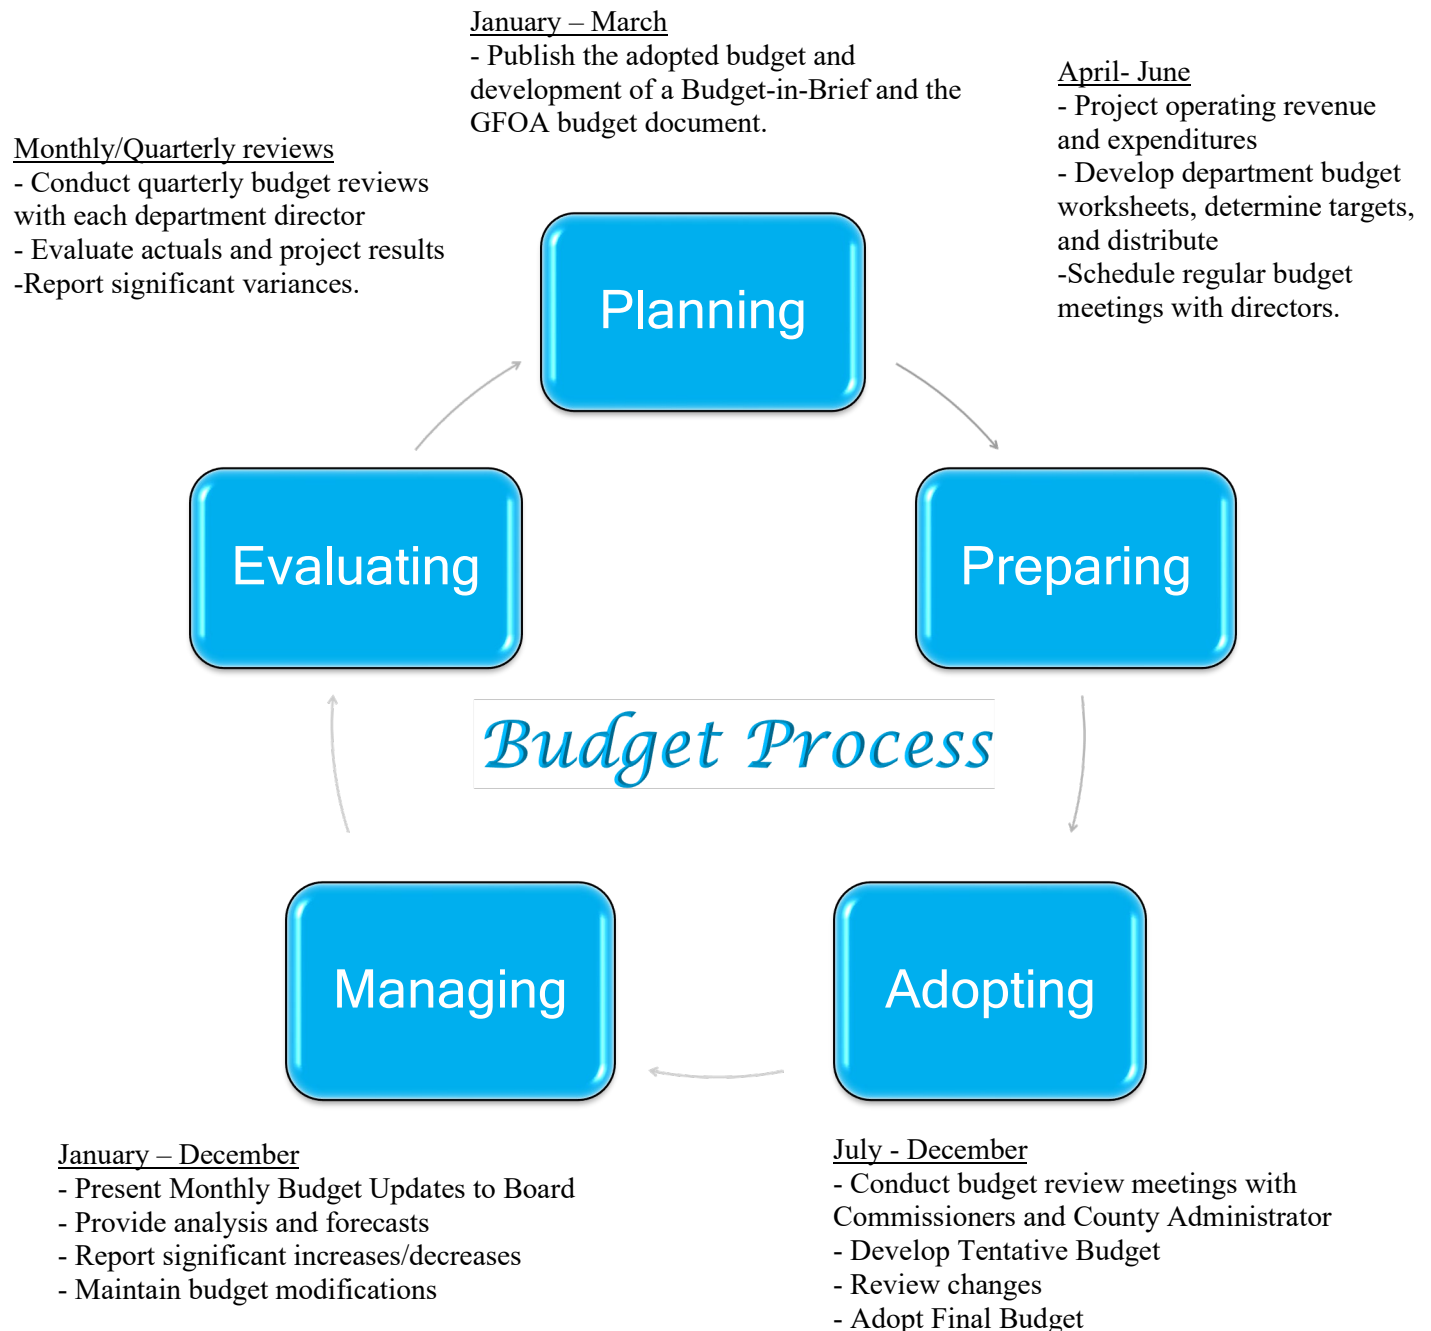 January – March
- Publish the adopted budget and
development of a Budget-in-Brief and the
GFOA budget document.
April- June
- Project operating revenue
and expenditures
- Develop department budget
worksheets, determine targets,
and distribute
-Schedule regular budget
meetings with directors.
Monthly/Quarterly reviews
- Conduct quarterly budget reviews
with each department director
- Evaluate actuals and project results
-Report significant variances.
Planning
Evaluating
Preparing
Budget Process
Managing
Adopting
January – December
- Present Monthly Budget Updates to Board
- Provide analysis and forecasts
- Report significant increases/decreases
- Maintain budget modifications
July - December
- Conduct budget review meetings with
Commissioners and County Administrator
- Develop Tentative Budget
- Review changes
- Adopt Final Budget